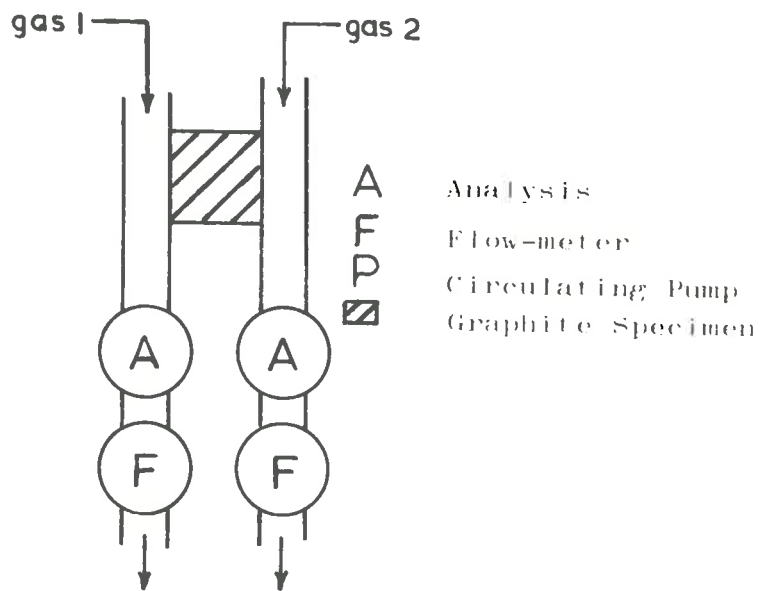 gas 1
gas 2
A Analysis
F Flow-meter
P Circulating Pump
Graphite Specimen
A A
F F